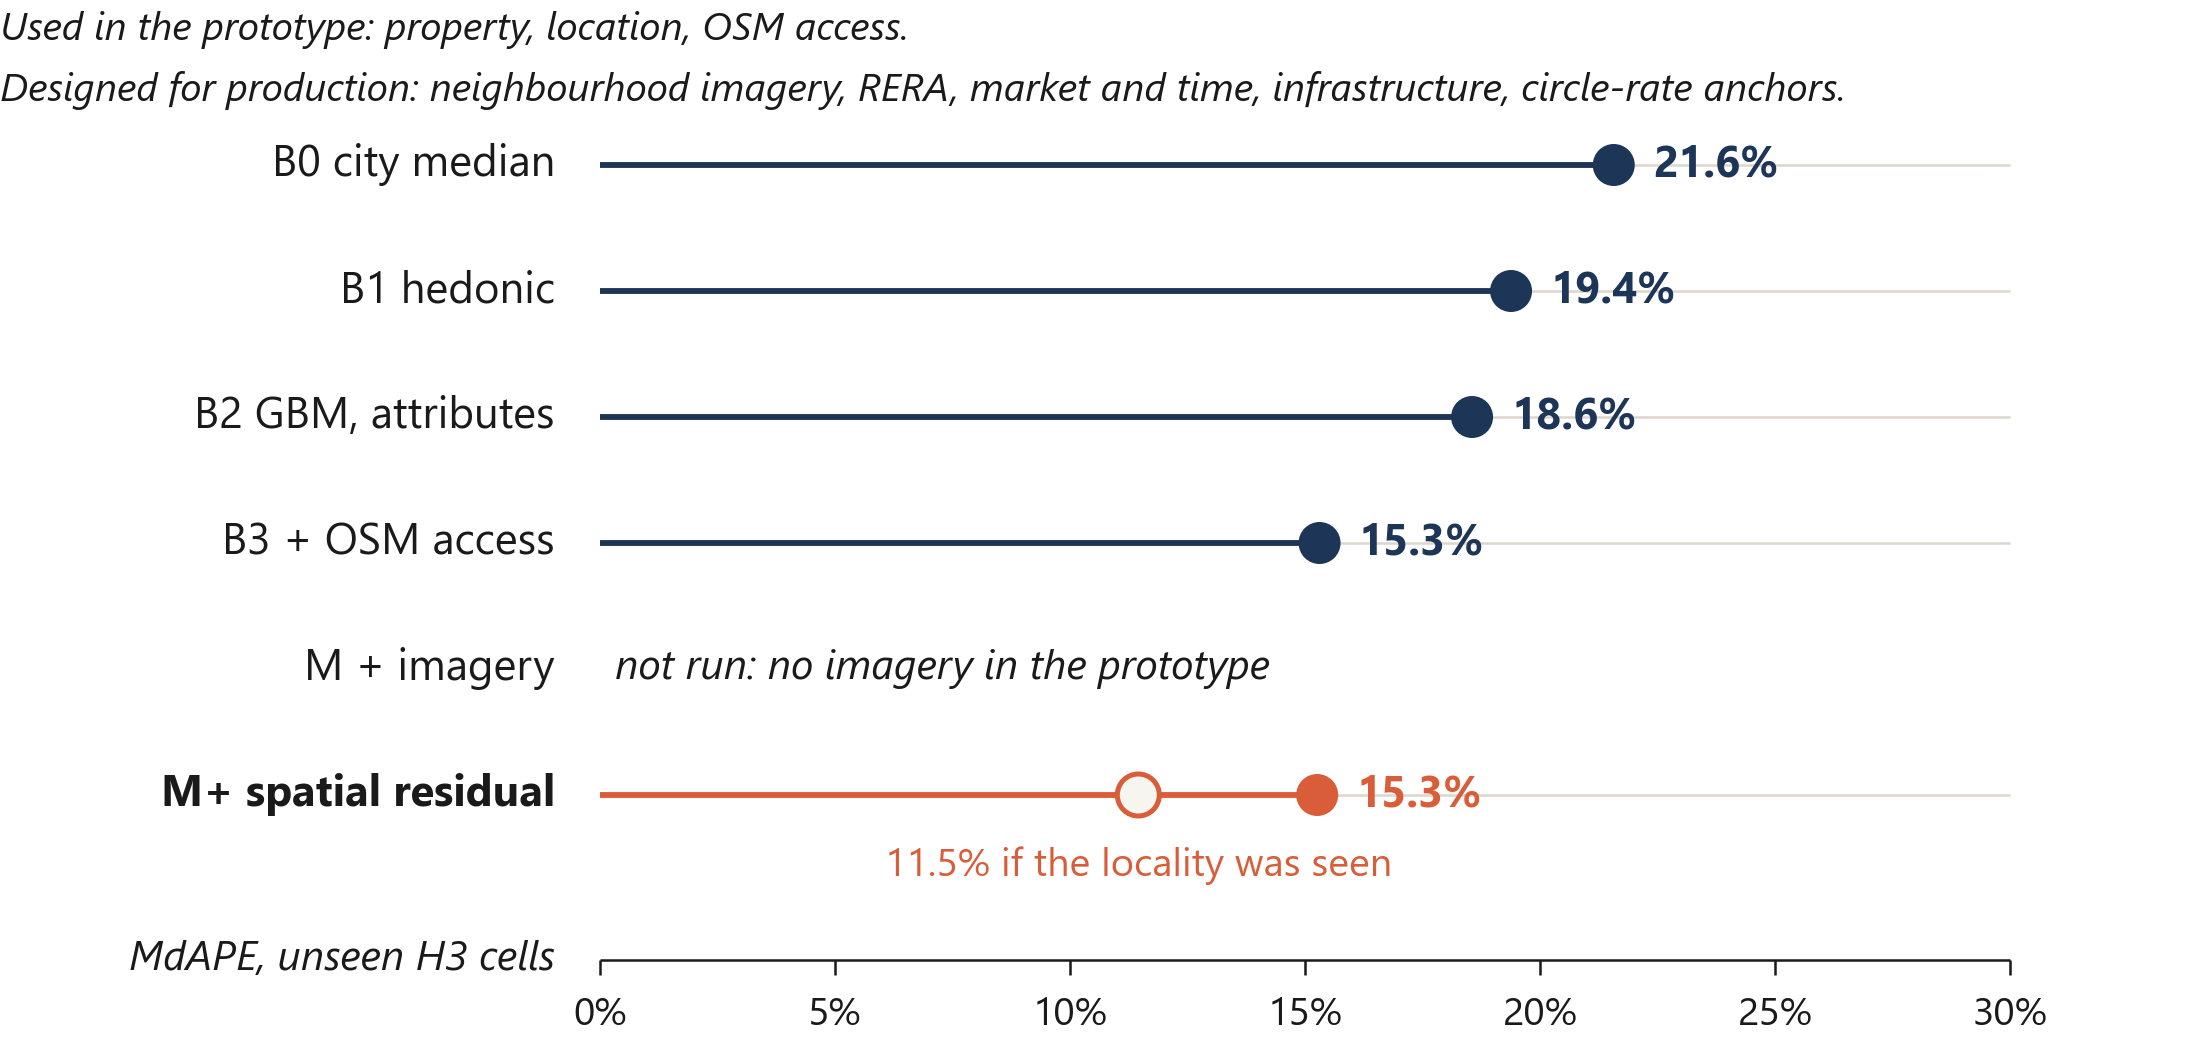 Used in the prototype: property, location, OSM access.
Designed for production: neighbourhood imagery, RERA, market and time, infrastructure, circle-rate anchors.
B0 city median 21.6%
B1 hedonic 19.4%
B2 GBM, attributes 18.6%
B3 + OSM access 15.3%
M + imagery not run: no imagery in the prototype
M+ spatial residual 15.3%
11.5% if the locality was seen
MdAPE, unseen H3 cells
0% 5% 10% 15% 20% 25% 30%